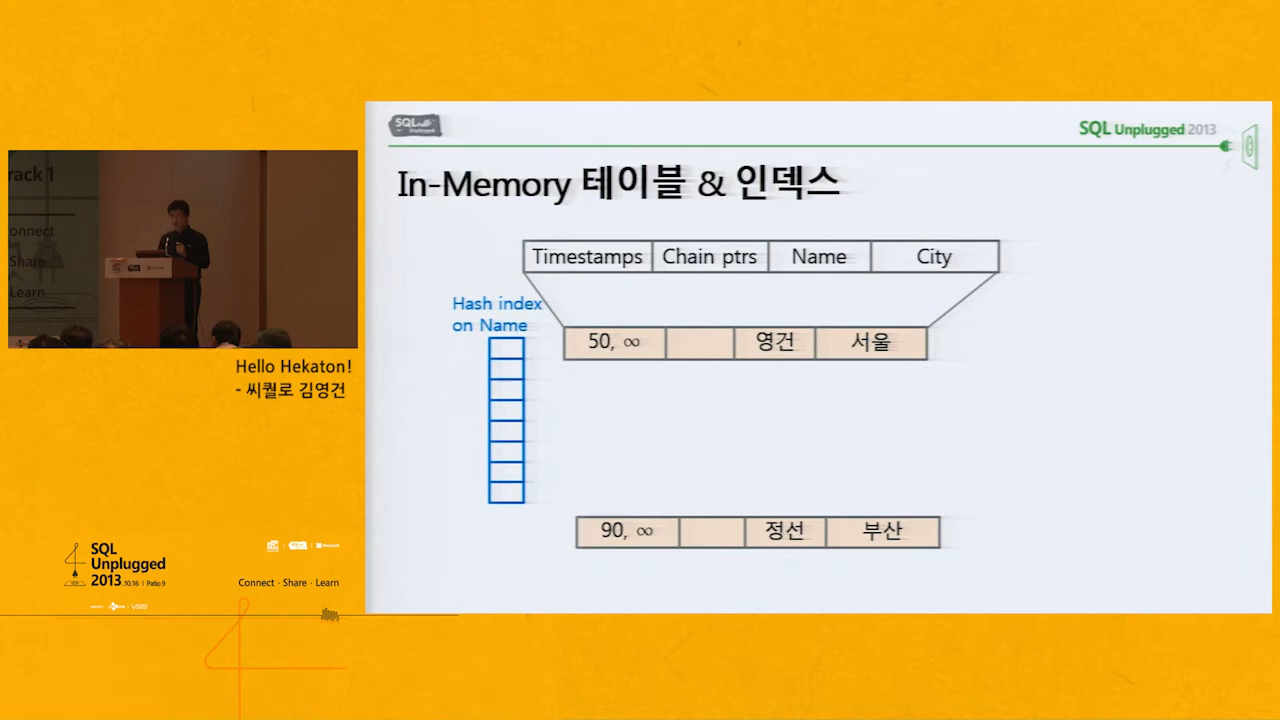 SQL
Unplugged
SQL Unplugged 2013
In-Memory 테이블 & 인덱스
Timestamps Chain ptrs Name City
Hash index
on Name
50, ∞ 영건 서울
90, ∞ 정선 부산
rack 1
onnect
Share
Learn
Hello Hekaton!
- 씨퀄로 김영건
SQL
Unplugged
2013.10.16 | Patio 9
Connect · Share · Learn